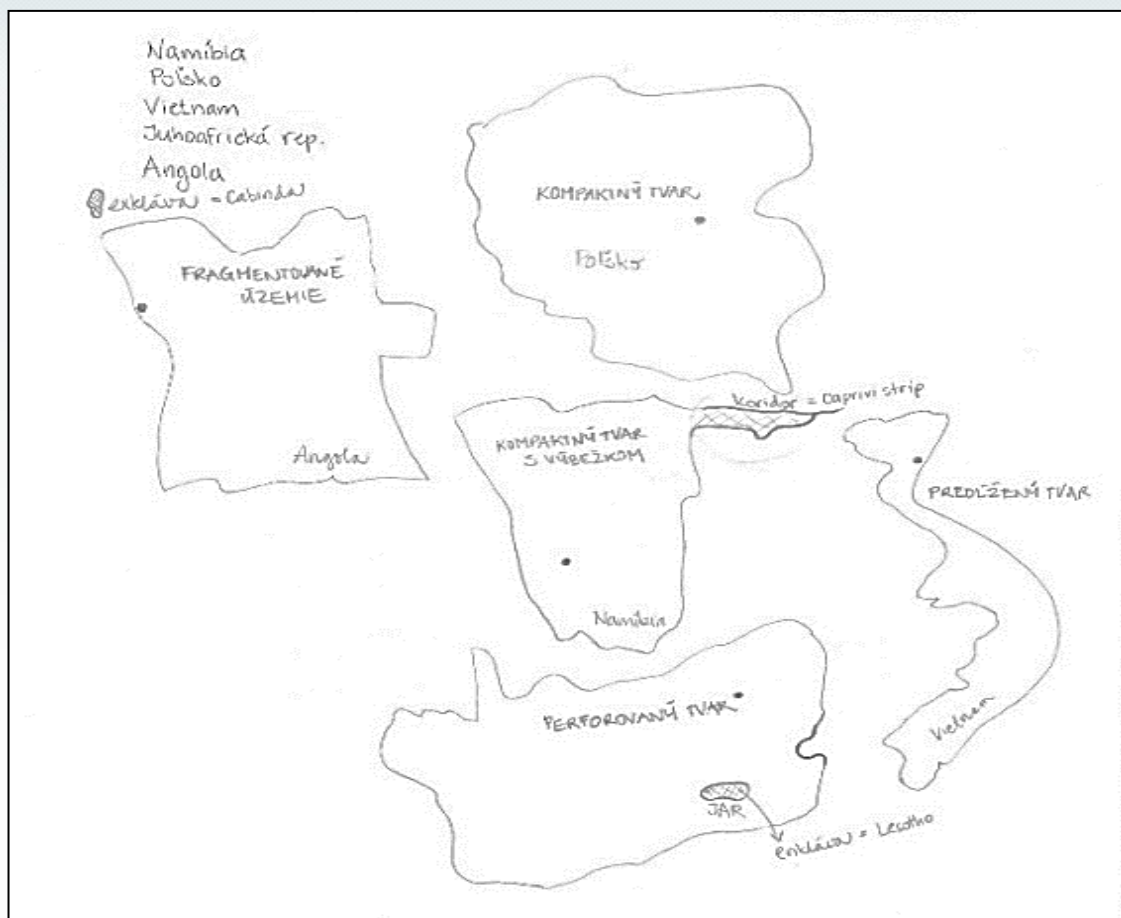 Namíbia
Poľsko
Vietnam
Juhoafrická rep.
Angola
exkláva = Cabinda
FRAGMENTOVANÉ
ÚZEMIE
Angola
KOMPAKTNÝ TVAR
Poľsko
Koridor = Caprivi strip
KOMPAKTNÝ TVAR
S VÝBEŽKOM
Namíbia
PREDĹŽENÝ TVAR
Vietnam
PERFOROVANÝ TVAR
JAR
enkláva = Lesotho